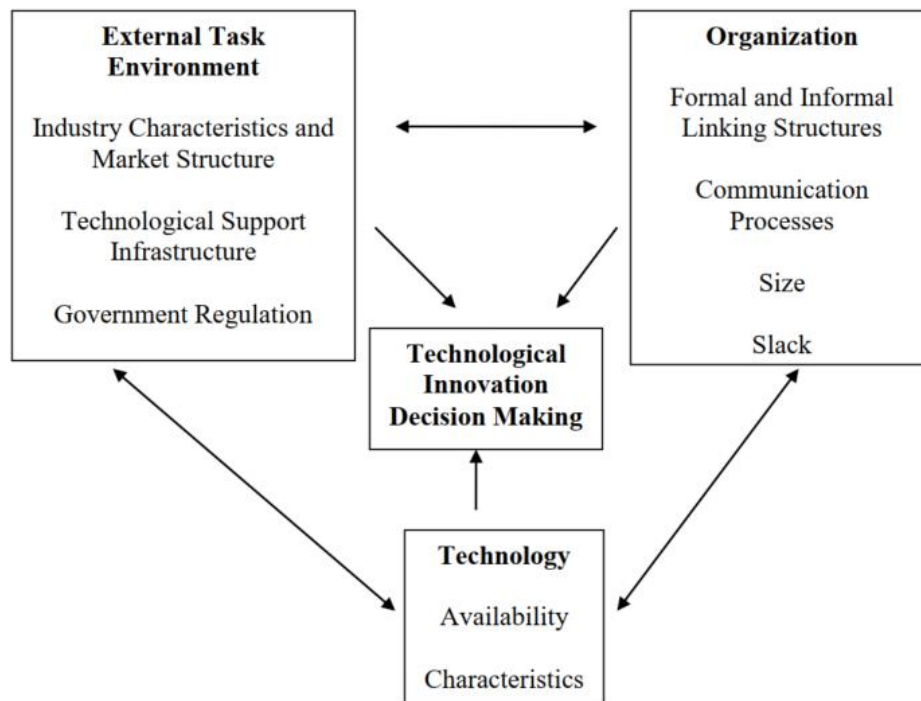 External Task
Environment
Industry Characteristics and
Market Structure
Technological Support
Infrastructure
Government Regulation
Organization
Formal and Informal
Linking Structures
Communication
Processes
Size
Slack
Technological
Innovation
Decision Making
Technology
Availability
Characteristics